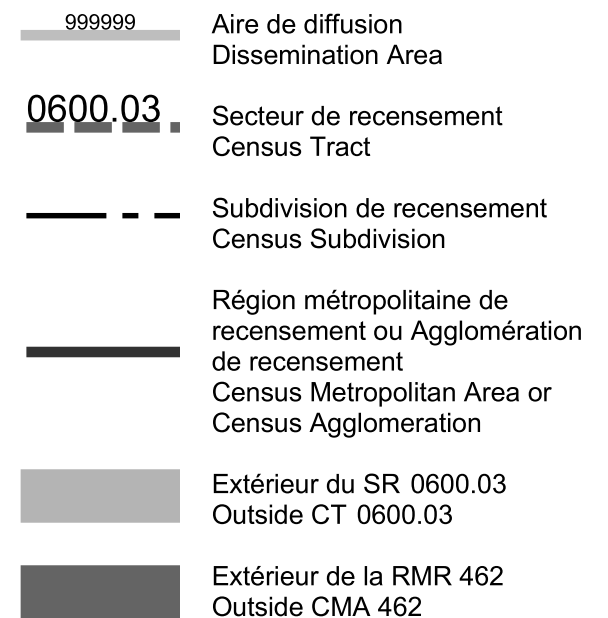 999999
Aire de diffusion
Dissemination Area
0600.03
Secteur de recensement
Census Tract
Subdivision de recensement
Census Subdivision
Région métropolitaine de
recensement ou Agglomération
de recensement
Census Metropolitan Area or
Census Agglomeration
Extérieur du SR 0600.03
Outside CT 0600.03
Extérieur de la RMR 462
Outside CMA 462